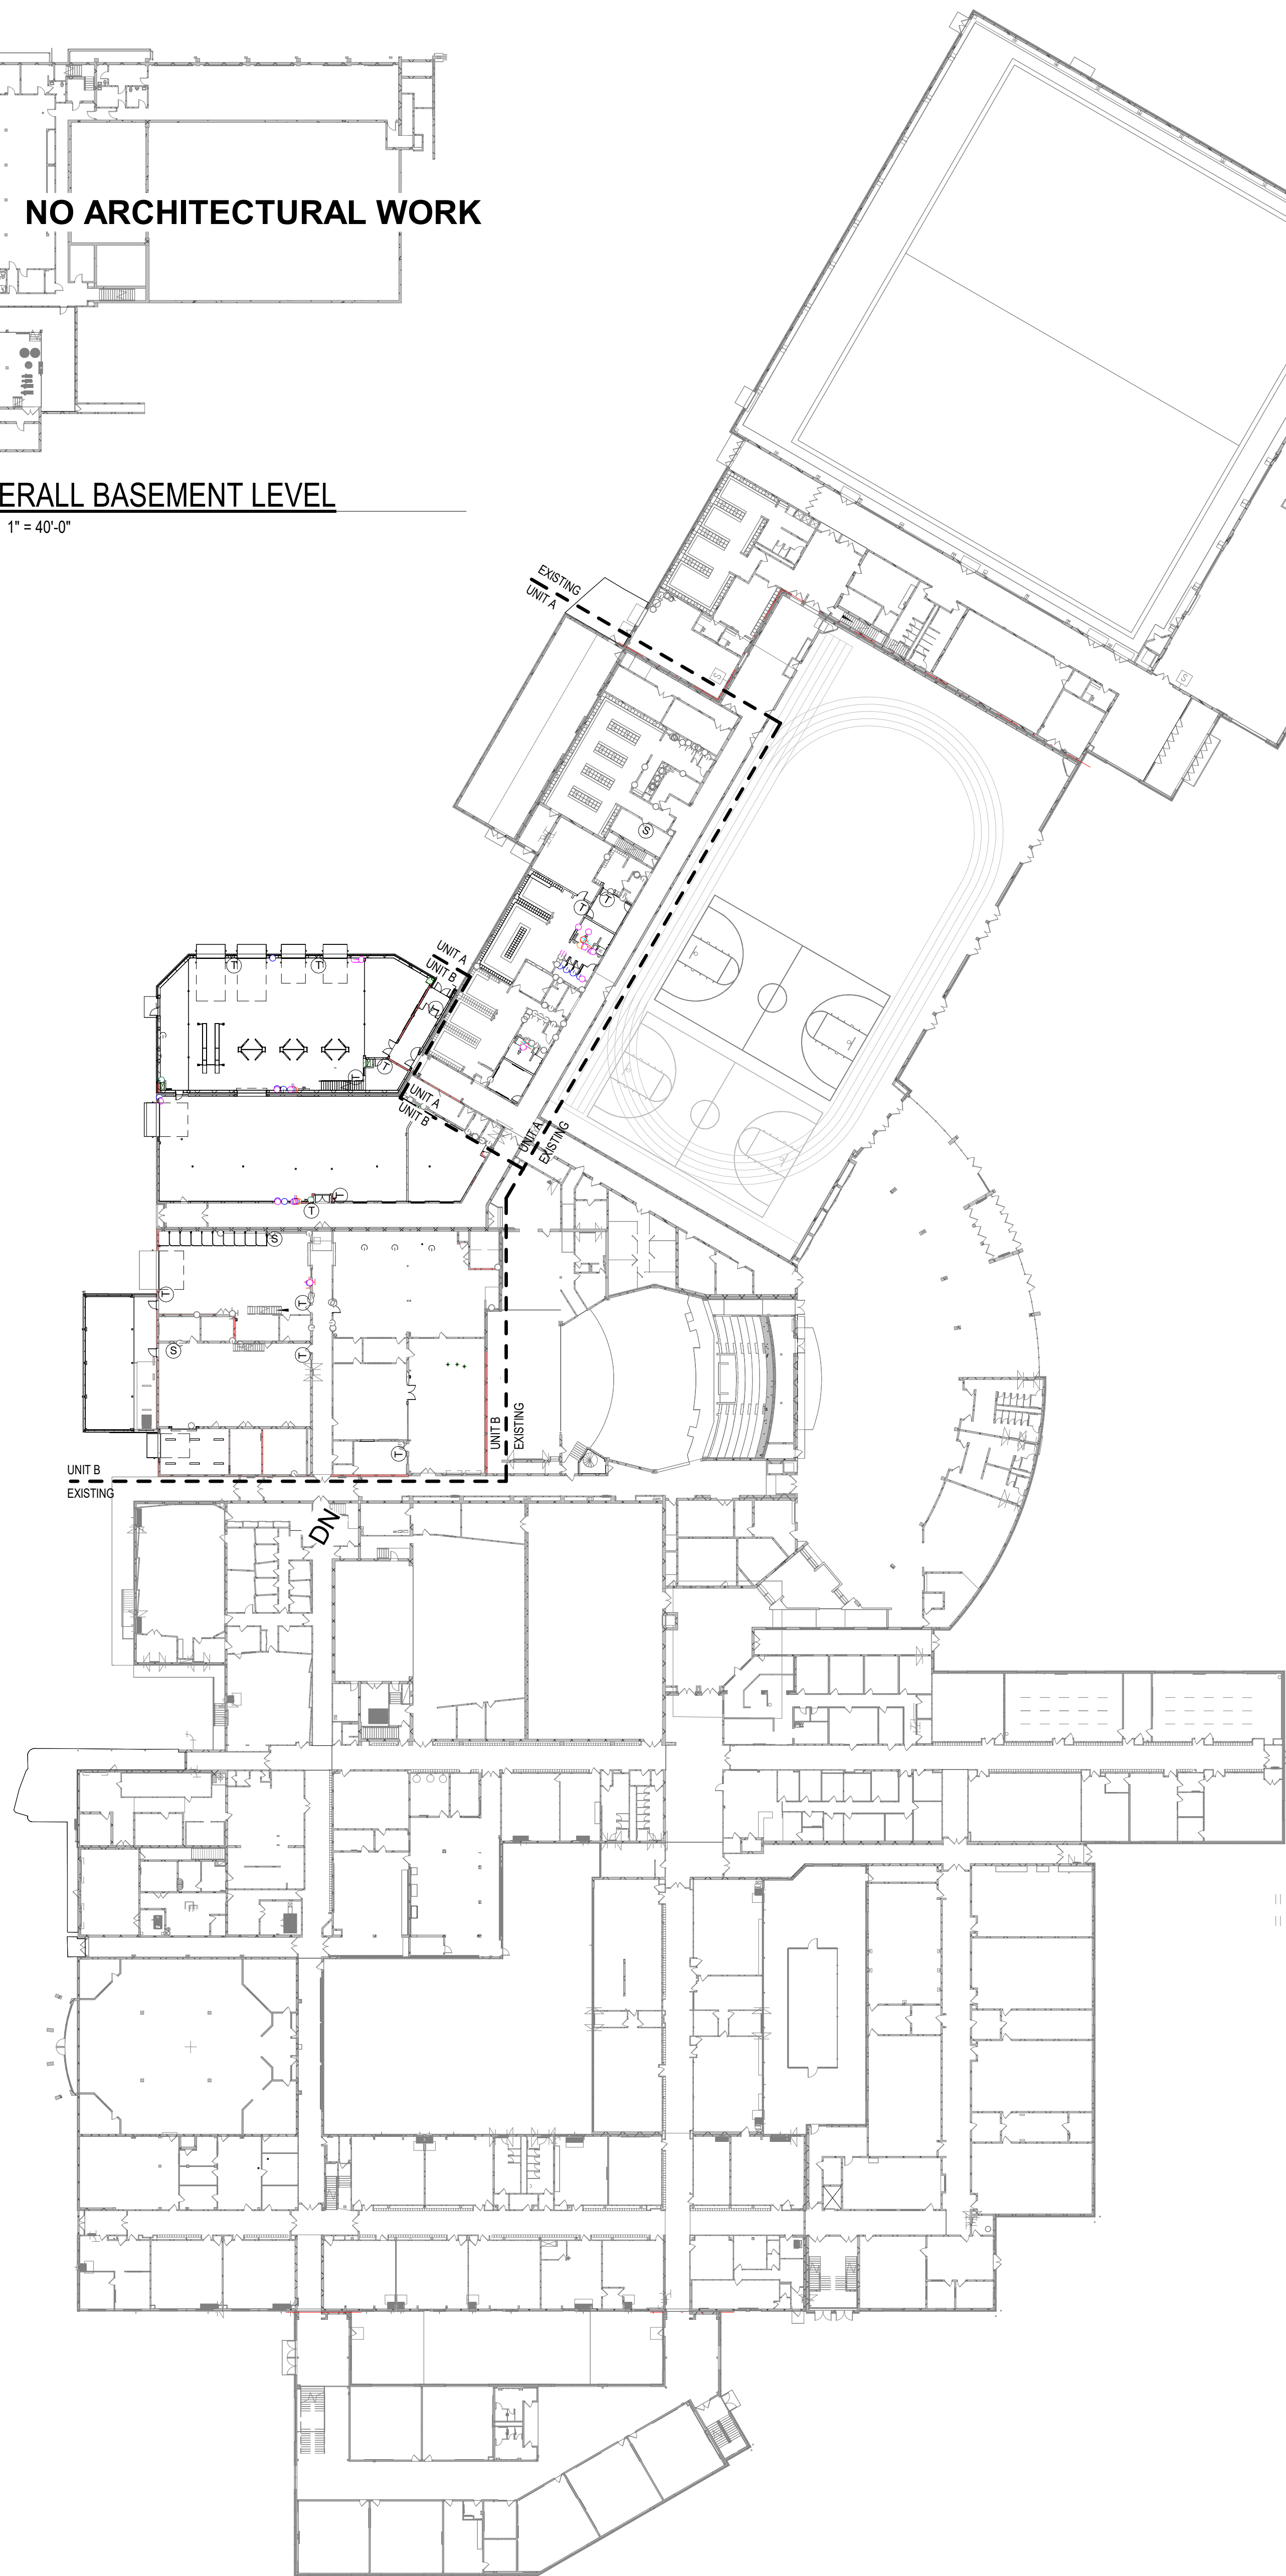 NO ARCHITECTURAL WORK
ERALL BASEMENT LEVEL
1" = 40'-0"
EXISTING
UNIT A
S
S
S
T
T
UNIT A
UNIT B
T
T
T
T
T
UNIT A
UNIT B
UNIT A
EXISTING
T
T
S
T
T
S
T
T
UNIT B
EXISTING
UNIT B
EXISTING
DN